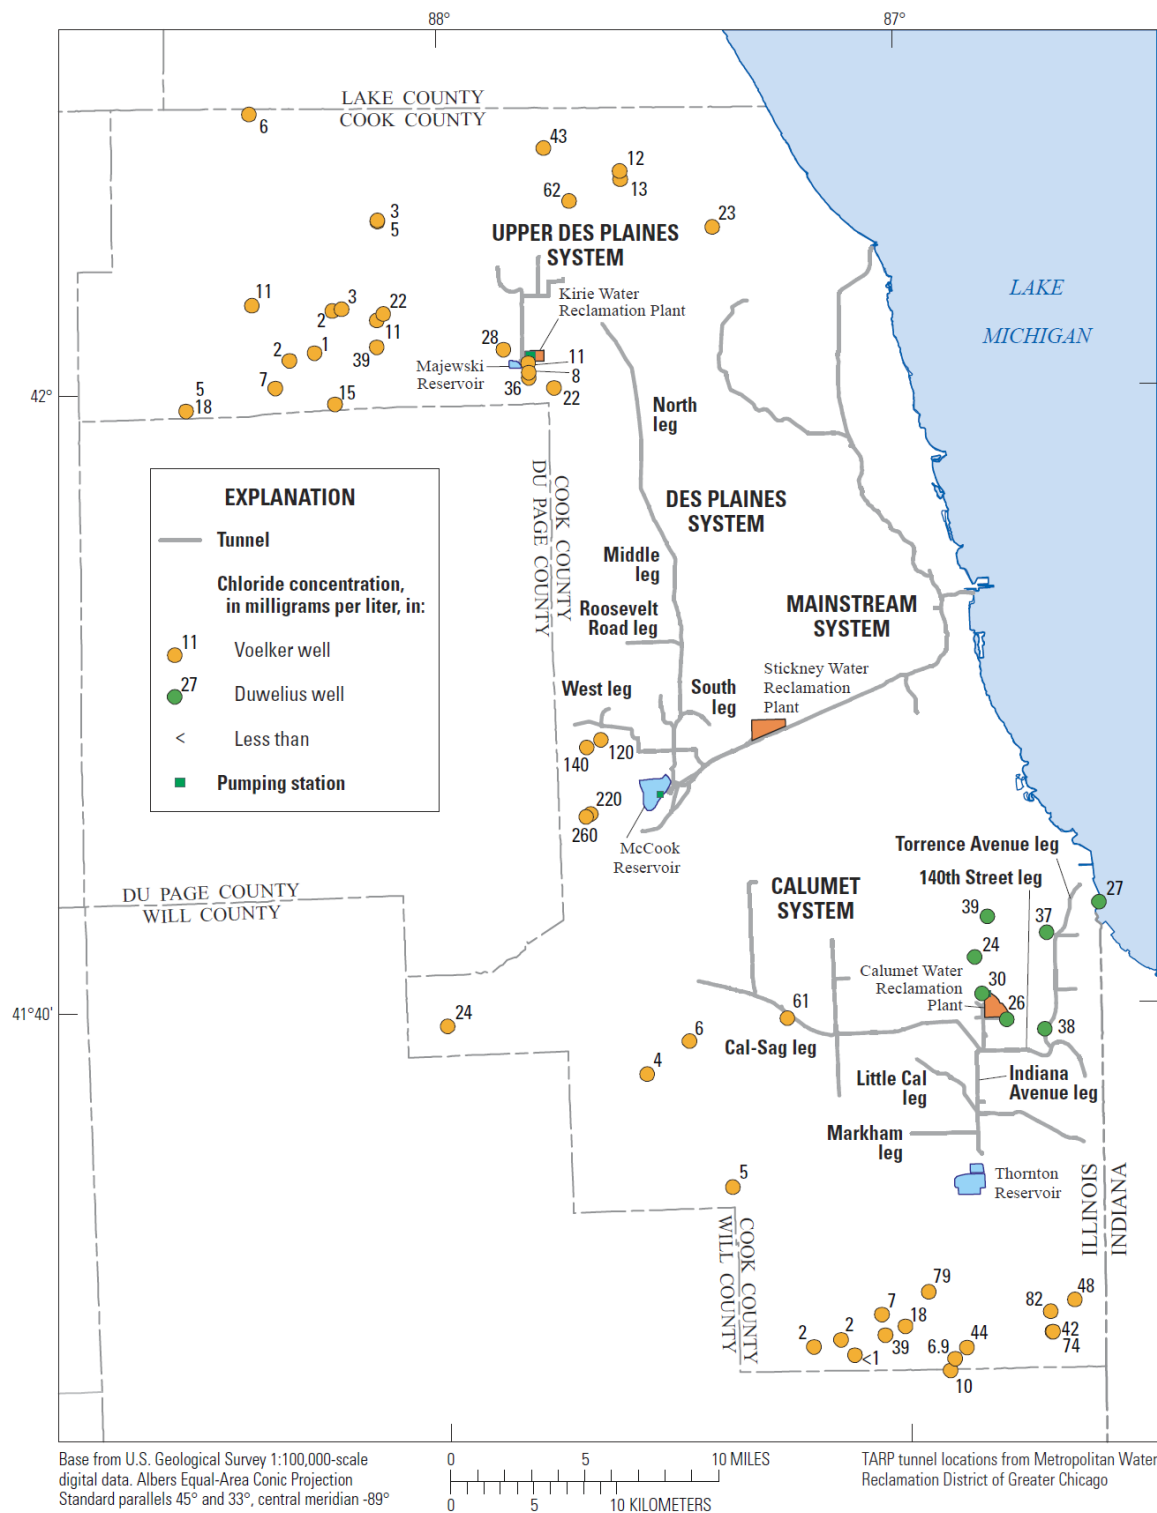 88°
87°
LAKE COUNTY
COOK COUNTY
6
43
12
13
62
23
3
5
UPPER DES PLAINES
SYSTEM
LAKE
MICHIGAN
Kirie Water
Reclamation Plant
11
3
22
2
11
1
2
39
28
11
8
Majewski
Reservoir
36
22
7
5
18
15
42°
North
leg
COOK COUNTY
DU PAGE COUNTY
EXPLANATION
Tunnel
Chloride concentration,
in milligrams per liter, in:
11
Voelker well
27
Duwelius well
<
Less than
Pumping station
DES PLAINES
SYSTEM
Middle
leg
Roosevelt
Road leg
MAINSTREAM
SYSTEM
West leg
South
leg
Stickney Water
Reclamation
Plant
140
120
220
260
McCook
Reservoir
DU PAGE COUNTY
WILL COUNTY
Torrence Avenue leg
140th Street leg
CALUMET
SYSTEM
27
39
37
24
Calumet Water
Reclamation
Plant
30
26
38
41°40'
24
61
6
4
Cal-Sag leg
Little Cal
leg
Indiana
Avenue leg
Markham
leg
Thornton
Reservoir
5
COOK COUNTY
WILL COUNTY
ILLINOIS
INDIANA
79
7
18
2
2
39
<1
6.9
44
10
82
48
42
74
Base from U.S. Geological Survey 1:100,000-scale
digital data. Albers Equal-Area Conic Projection
Standard parallels 45° and 33°, central meridian -89°
0 5 10 MILES
0 5 10 KILOMETERS
TARP tunnel locations from Metropolitan Water
Reclamation District of Greater Chicago